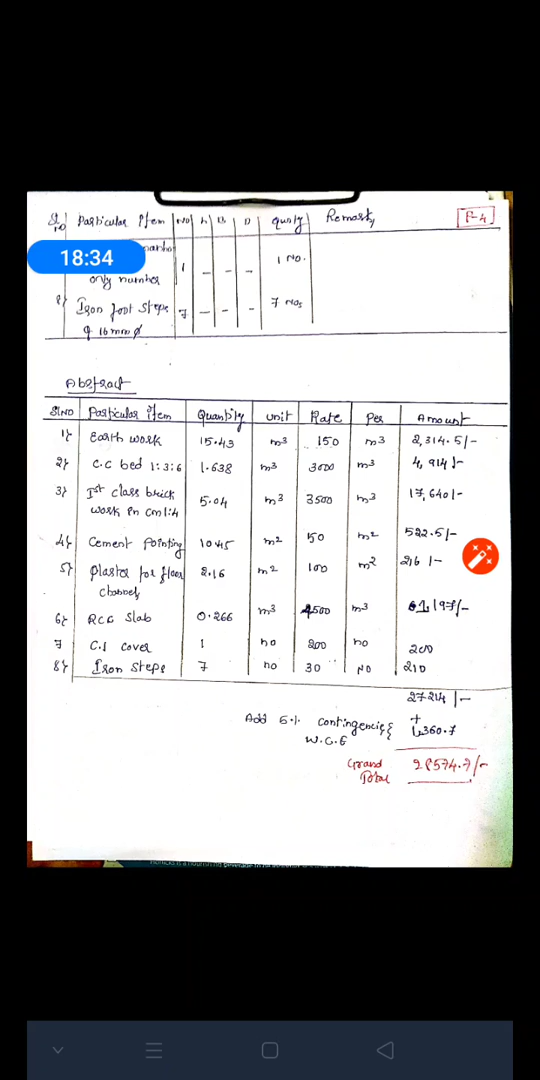 Sl no Particular Item No L B D Quantity Remark P-4
18:34
only number 1 - - - 1 No.
8} Iron foot steps 7 - - - 7 Nos
of 16mm φ
Abstract
Sl No Particular item Quantity unit Rate Per Amount
1} Earth work 15.43 m³ 150 m³ 2,314.5/-
2} C.C bed 1:3:6 1.638 m³ 3000 m³ 4,914/-
3} Ist class brick
work in cm 1:4 5.04 m³ 3500 m³ 17,640/-
4} Cement pointing 10.45 m² 50 m² 522.5/-
5} plaster for floor 2.16 m² 100 m² 216/-
channel
6} RCC Slab 0.266 m³ 4500 m³ 1,197/-
7 C.I cover 1 no 200 no 200
8} Iron steps 7 no 30 No 210
27214/-
Add 5% contingencies +
W.C.E 1,360.7
Grand
Total 28574.7/-